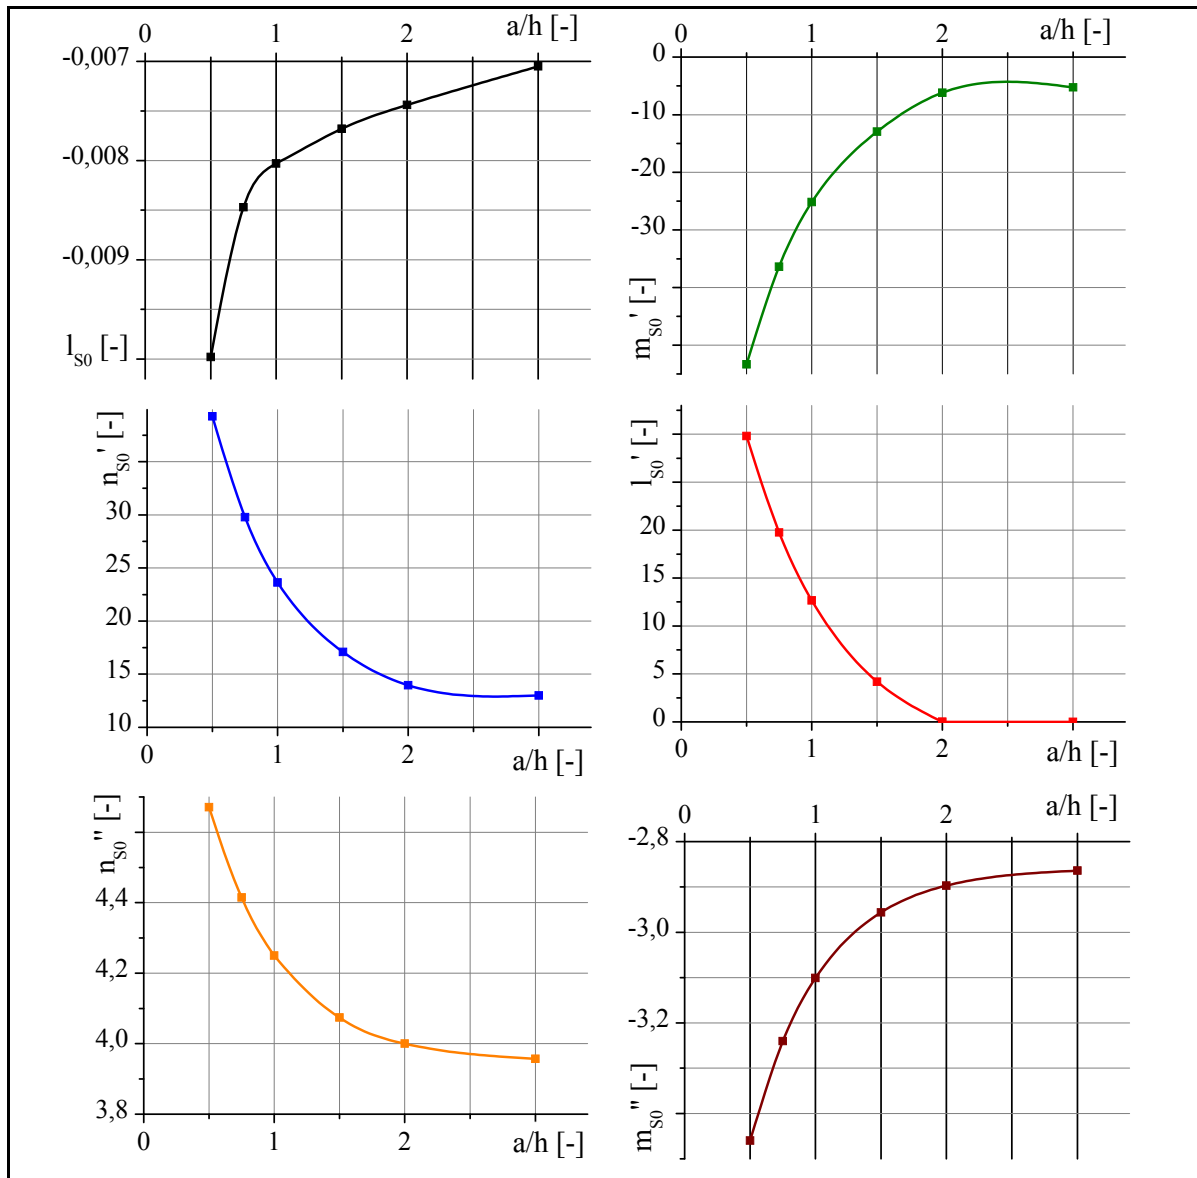 0 1 2 a/h [-]
-0,007
-0,008
-0,009
l_S0 [-]
0 1 2 a/h [-]
0
-10
-20
-30
m_S0' [-]
n_S0' [-]
30
25
20
15
10
0 1 2 a/h [-]
l_S0' [-]
20
15
10
5
0
0 1 2 a/h [-]
n_S0'' [-]
4,4
4,2
4,0
3,8
0 1 2 a/h [-]
0 1 2 a/h [-]
-2,8
-3,0
-3,2
m_S0'' [-]